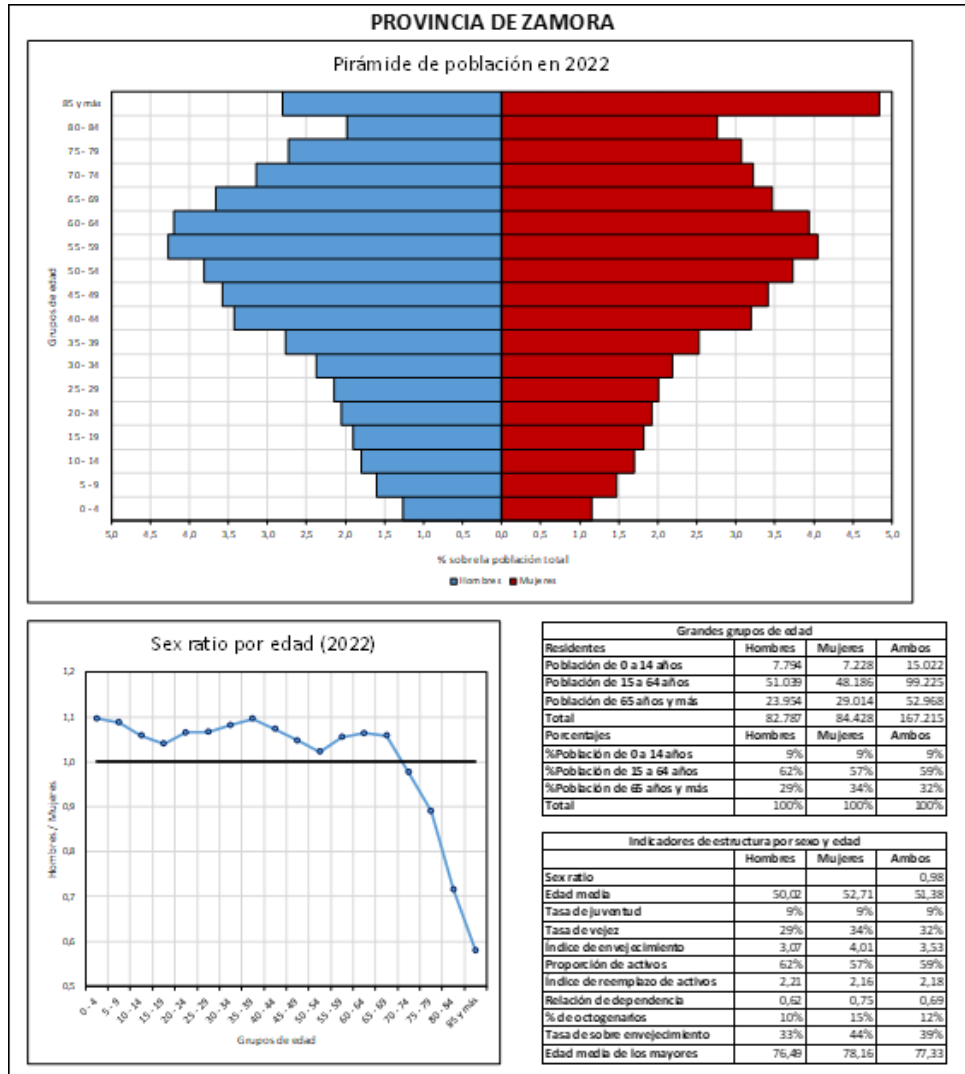 PROVINCIA DE ZAMORA
Pirámide de población en 2022
Grupos de edad
85 y más
80 - 84
75 - 79
70 - 74
65 - 69
60 - 64
55 - 59
50 - 54
45 - 49
40 - 44
35 - 39
30 - 34
25 - 29
20 - 24
15 - 19
10 - 14
5 - 9
0 - 4
5,0 4,5 4,0 3,5 3,0 2,5 2,0 1,5 1,0 0,5 0,0 0,5 1,0 1,5 2,0 2,5 3,0 3,5 4,0 4,5 5,0
% sobre la población total
Hombres Mujeres
Sex ratio por edad (2022)
Hombres / Mujeres
1,2
1,1
1,0
0,9
0,8
0,7
0,6
0,5
0 - 4 5 - 9 10 - 14 15 - 19 20 - 24 25 - 29 30 - 34 35 - 39 40 - 44 45 - 49 50 - 54 55 - 59 60 - 64 65 - 69 70 - 74 75 - 79 80 - 84 85 y más
Grupos de edad
Grandes grupos de edad
Residentes Hombres Mujeres Ambos
Población de 0 a 14 años 7.794 7.228 15.022
Población de 15 a 64 años 51.039 48.186 99.225
Población de 65 años y más 23.954 29.014 52.968
Total 82.787 84.428 167.215
Porcentajes Hombres Mujeres Ambos
%Población de 0 a 14 años 9% 9% 9%
%Población de 15 a 64 años 62% 57% 59%
%Población de 65 años y más 29% 34% 32%
Total 100% 100% 100%
Indicadores de estructura por sexo y edad
Hombres Mujeres Ambos
Sex ratio 0,98
Edad media 50,02 52,71 51,38
Tasa de juventud 9% 9% 9%
Tasa de vejez 29% 34% 32%
Índice de envejecimiento 3,07 4,01 3,53
Proporción de activos 62% 57% 59%
Índice de reemplazo de activos 2,21 2,16 2,18
Relación de dependencia 0,62 0,75 0,69
% de octogenarios 10% 15% 12%
Tasa de sobre envejecimiento 33% 44% 39%
Edad media de los mayores 76,49 78,16 77,33